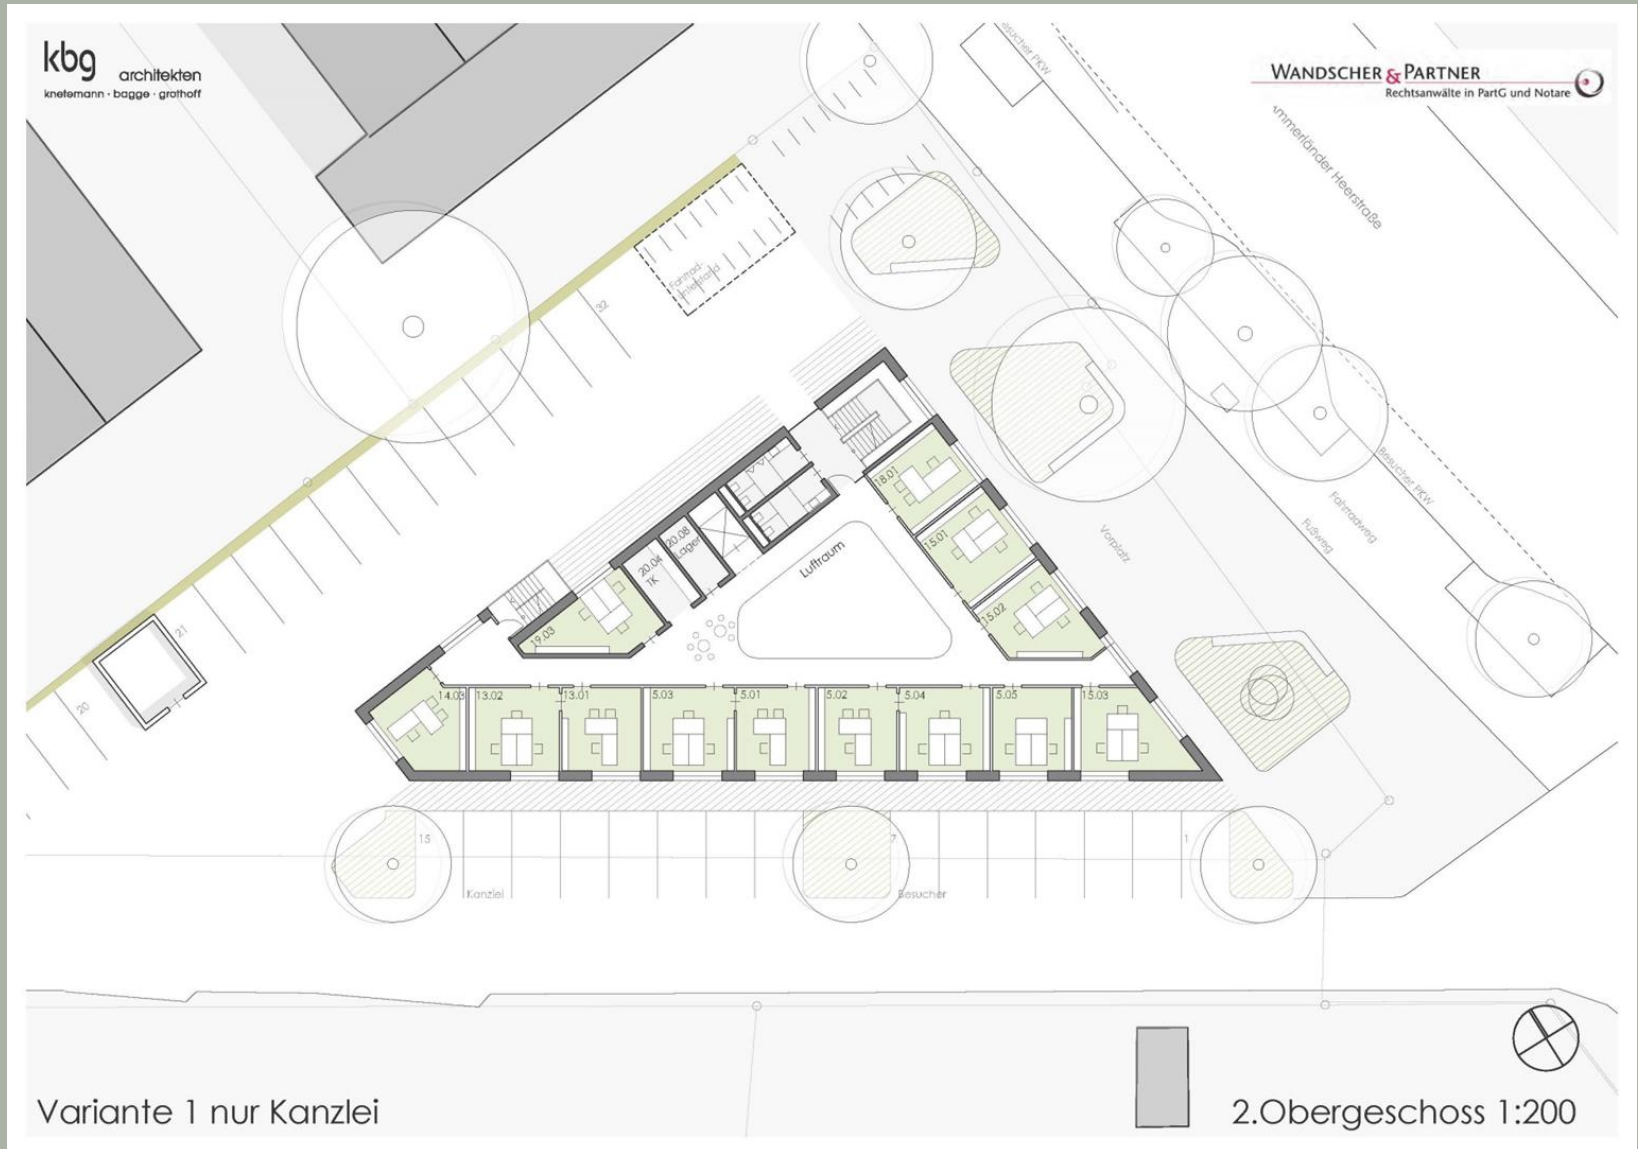 kbg architekten
knetemann · bagge · grothoff
WANDSCHER & PARTNER
Rechtsanwälte in PartG und Notare
Besucher PKW
Ammerländer Heerstraße
Fahrrad-
unterstand
32
21
20
18.01
15.01
15.02
Luftraum
20.08
Lager
20.04
TK
19.03
14.03
13.02
13.01
5.03
5.01
5.02
5.04
5.05
15.03
Vorplatz
Fußweg
Fahrradweg
Besucher PKW
15
7
1
Kanzlei
Besucher
Variante 1 nur Kanzlei
2.Obergeschoss 1:200